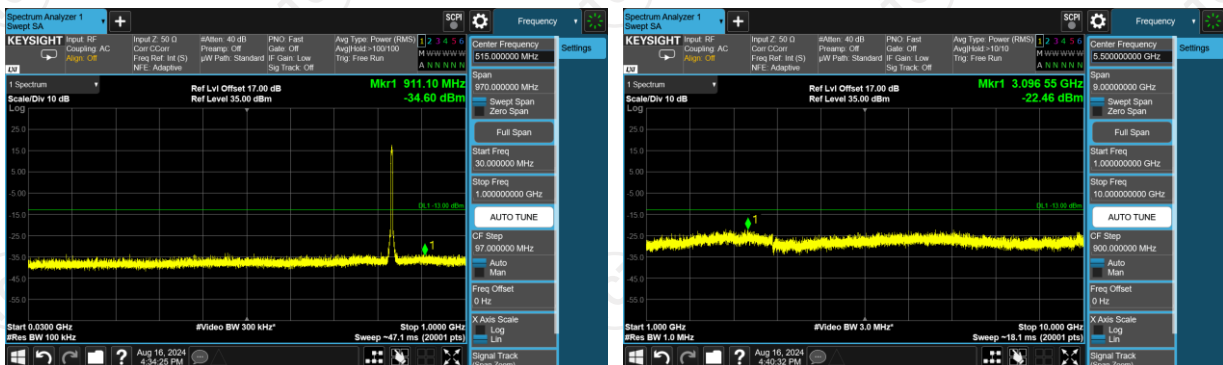 Spectrum Analyzer 1
Swept SA
SCPI
Frequency
KEYSIGHT
Input: RF
Coupling: AC
Align: Off
Input Z: 50 Ω
Corr CCorr
Freq Ref: Int (S)
NFE: Adaptive
#Atten: 40 dB
Preamp: Off
µW Path: Standard
PNO: Fast
Gate: Off
IF Gain: Low
Sig Track: Off
Avg Type: Power (RMS)
Avg|Hold:>100/100
Trig: Free Run
1 2 3 4 5 6
M W W W W W
A N N N N N
LXI
1 Spectrum
Scale/Div 10 dB
Log
Ref Lvl Offset 17.00 dB
Ref Level 35.00 dBm
Mkr1 911.10 MHz
-34.60 dBm
25.0
15.0
5.00
-5.00
-15.0
-25.0
-35.0
-45.0
-55.0
DL1 -13.00 dBm
1
Start 0.0300 GHz
#Res BW 100 kHz
#Video BW 300 kHz*
Stop 1.0000 GHz
Sweep ~47.1 ms (20001 pts)
?
Aug 16, 2024
4:34:25 PM
Center Frequency
515.000000 MHz
Settings
Span
970.000000 MHz
Swept Span
Zero Span
Full Span
Start Freq
30.000000 MHz
Stop Freq
1.000000000 GHz
AUTO TUNE
CF Step
97.000000 MHz
Auto
Man
Freq Offset
0 Hz
X Axis Scale
Log
Lin
Signal Track
(Span Zoom)
Spectrum Analyzer 1
Swept SA
SCPI
Frequency
KEYSIGHT
Input: RF
Coupling: AC
Align: Off
Input Z: 50 Ω
Corr CCorr
Freq Ref: Int (S)
NFE: Adaptive
#Atten: 40 dB
Preamp: Off
µW Path: Standard
PNO: Fast
Gate: Off
IF Gain: Low
Sig Track: Off
Avg Type: Power (RMS)
Avg|Hold:>10/10
Trig: Free Run
1 2 3 4 5 6
M W W W W W
A N N N N N
LXI
1 Spectrum
Scale/Div 10 dB
Log
Ref Lvl Offset 17.00 dB
Ref Level 35.00 dBm
Mkr1 3.096 55 GHz
-22.46 dBm
25.0
15.0
5.00
-5.00
-15.0
-25.0
-35.0
-45.0
-55.0
DL1 -13.00 dBm
1
Start 1.000 GHz
#Res BW 1.0 MHz
#Video BW 3.0 MHz*
Stop 10.000 GHz
Sweep ~18.1 ms (20001 pts)
?
Aug 16, 2024
4:40:32 PM
Center Frequency
5.500000000 GHz
Settings
Span
9.00000000 GHz
Swept Span
Zero Span
Full Span
Start Freq
1.000000000 GHz
Stop Freq
10.000000000 GHz
AUTO TUNE
CF Step
900.000000 MHz
Auto
Man
Freq Offset
0 Hz
X Axis Scale
Log
Lin
Signal Track
(Span Zoom)